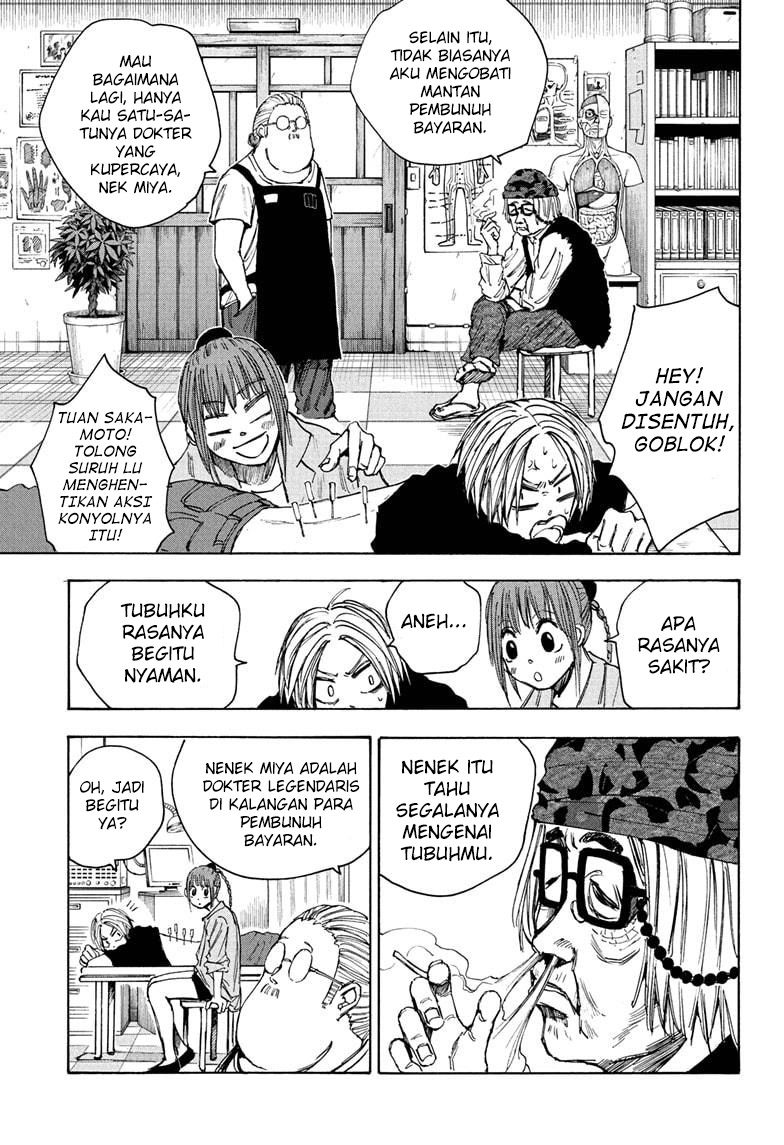 SELAIN ITU,
TIDAK BIASANYA
AKU MENGOBATI
MANTAN
PEMBUNUH
BAYARAN.
MAU
BAGAIMANA
LAGI, HANYA
KAU SATU-SA-
TUNYA DOKTER
YANG
KUPERCAYA,
NEK MIYA.
HEY!
JANGAN
DISENTUH,
GOBLOK!
TUAN SAKA-
MOTO!
TOLONG
SURUH LU
MENGHEN-
TIKAN AKSI
KONYOLNYA
ITU!
APA
RASANYA
SAKIT?
ANEH...
TUBUHKU
RASANYA
BEGITU
NYAMAN.
NENEK ITU
TAHU
SEGALANYA
MENGENAI
TUBUHMU.
NENEK MIYA ADALAH
DOKTER LEGENDARIS
DI KALANGAN PARA
PEMBUNUH
BAYARAN.
OH, JADI
BEGITU
YA?